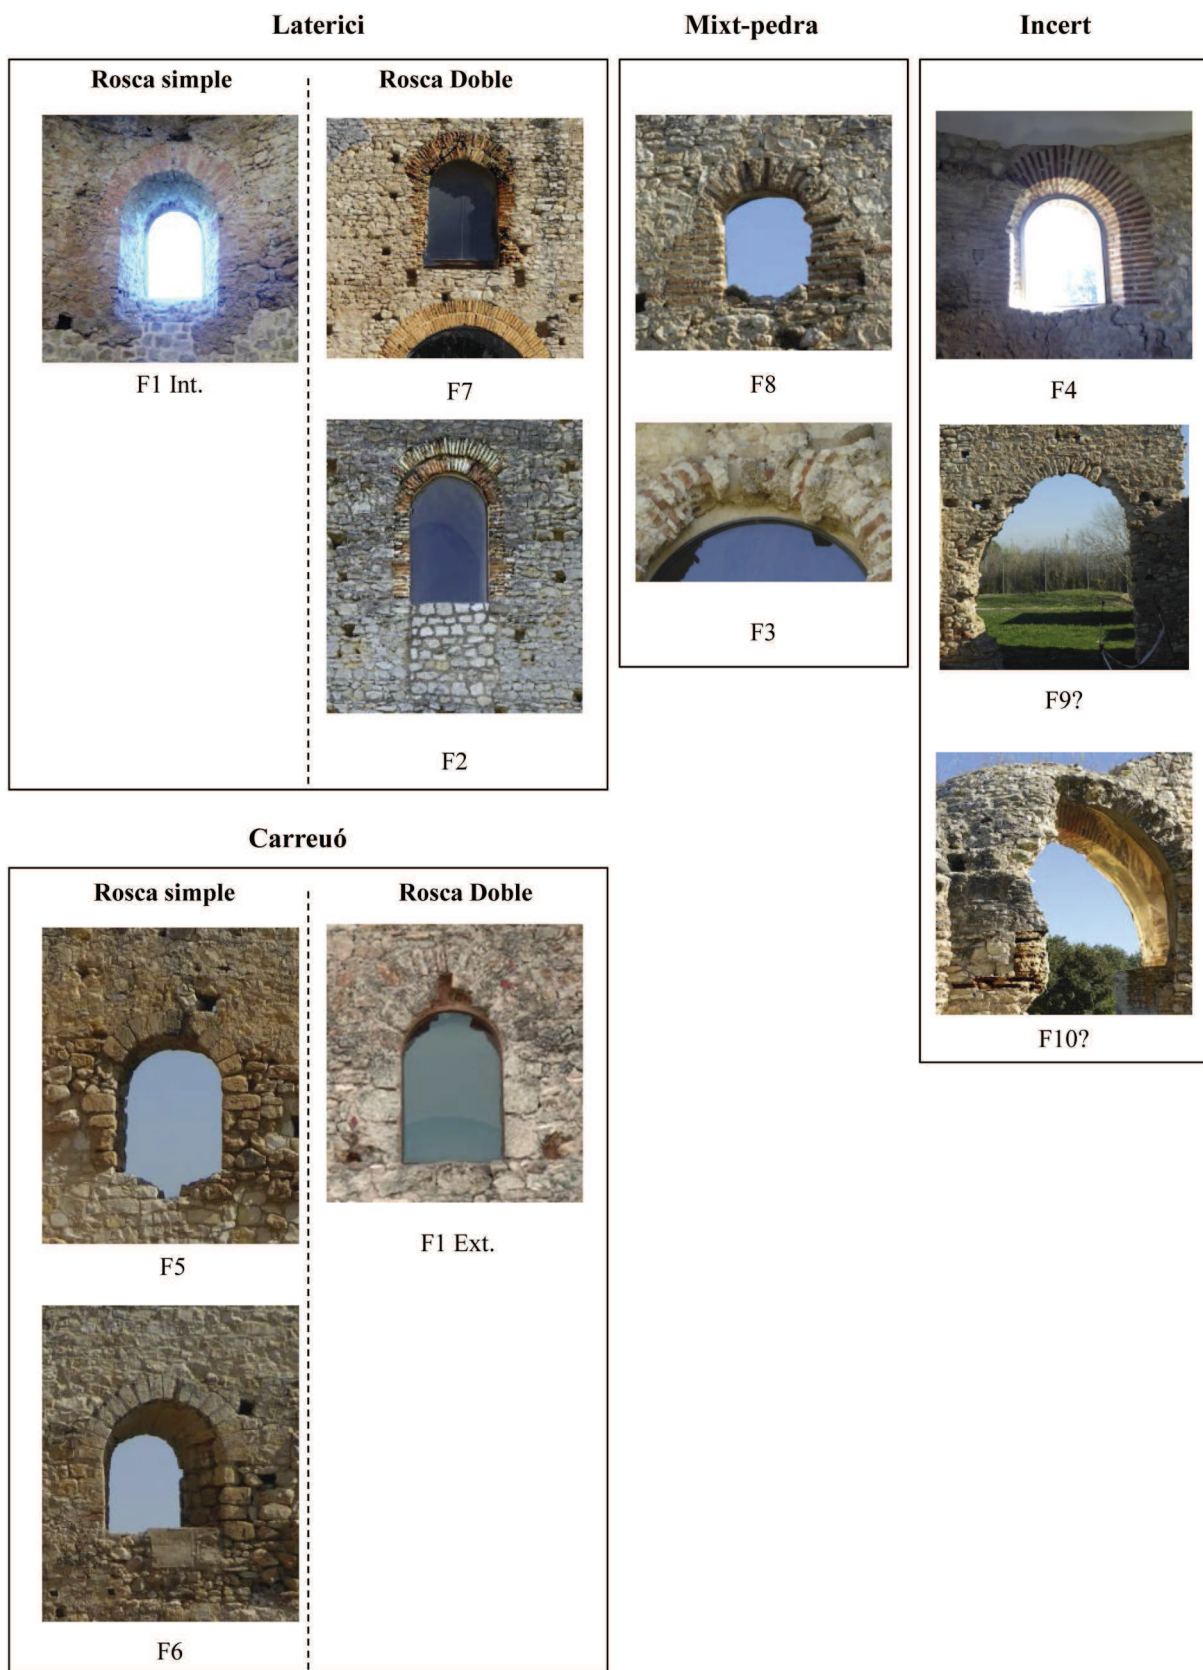 Laterici
Rosca simple
Rosca Doble
F1 Int.
F7
F2
Mixt-pedra
F8
F3
Incert
F4
F9?
F10?
Carreuó
Rosca simple
Rosca Doble
F5
F1 Ext.
F6